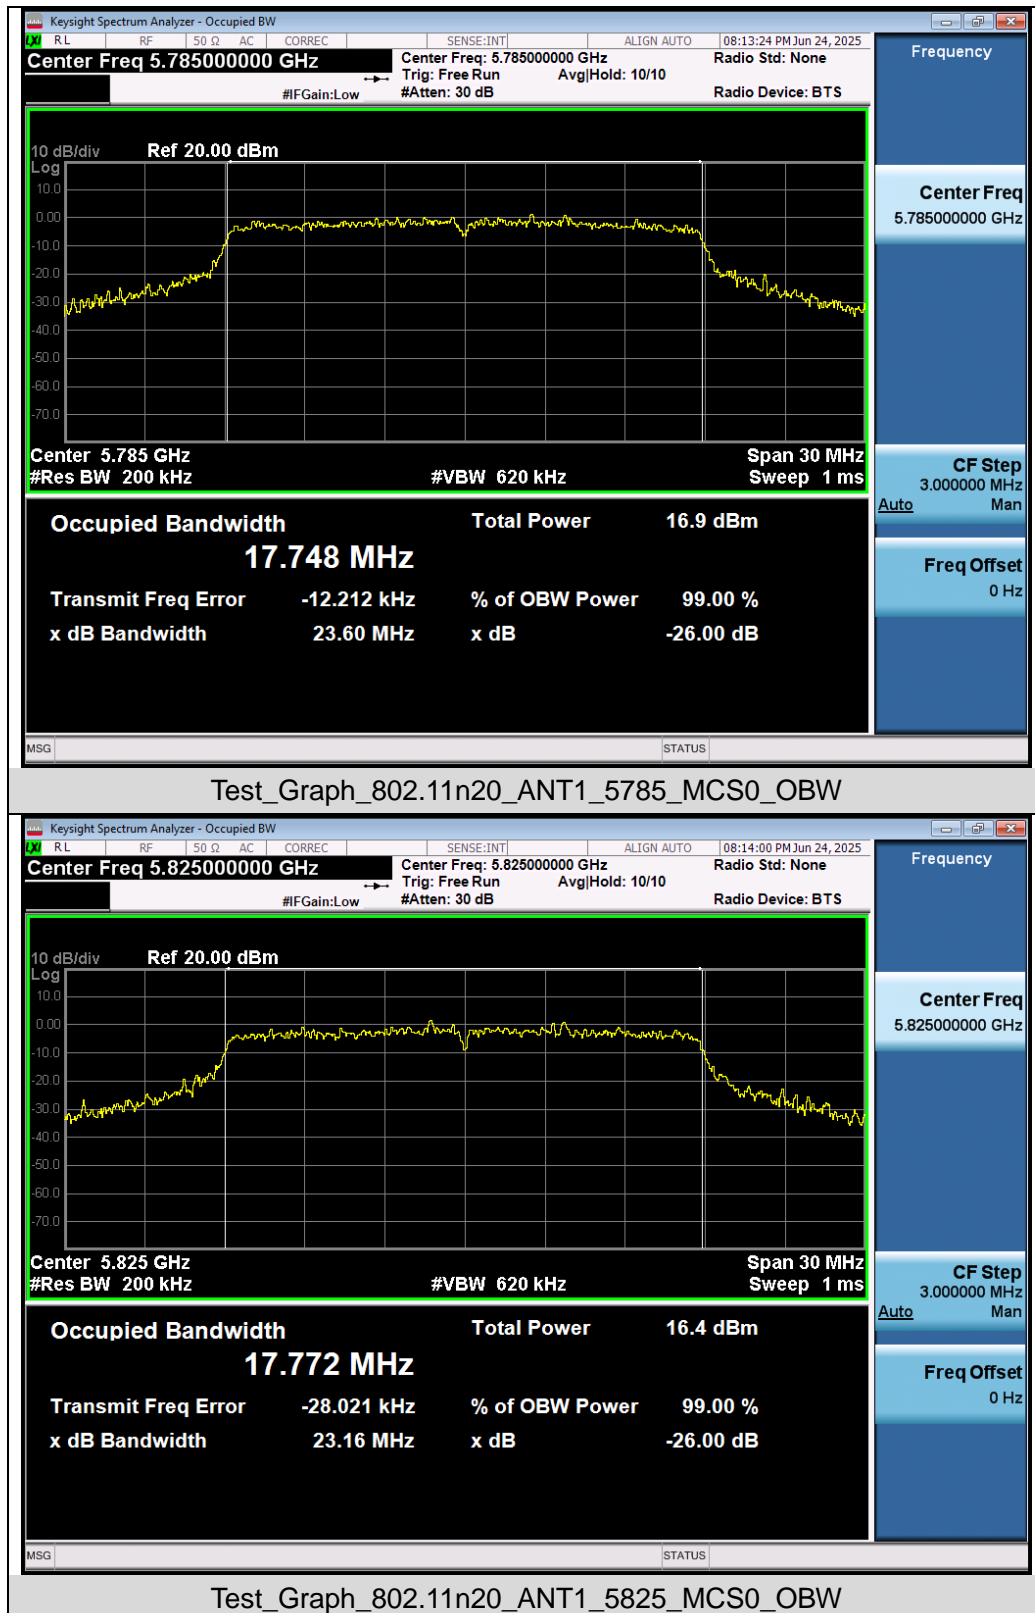 Keysight Spectrum Analyzer - Occupied BW
LXI RL RF 50 Ω AC CORREC SENSE:INT ALIGN AUTO 08:13:24 PM Jun 24, 2025
Center Freq 5.785000000 GHz
Center Freq: 5.785000000 GHz Radio Std: None
Trig: Free Run Avg|Hold: 10/10
#IFGain:Low #Atten: 30 dB Radio Device: BTS
10 dB/div Ref 20.00 dBm
Log
10.0
0.00
-10.0
-20.0
-30.0
-40.0
-50.0
-60.0
-70.0
Center 5.785 GHz Span 30 MHz
#Res BW 200 kHz #VBW 620 kHz Sweep 1 ms
Occupied Bandwidth Total Power 16.9 dBm
17.748 MHz
Transmit Freq Error -12.212 kHz % of OBW Power 99.00 %
x dB Bandwidth 23.60 MHz x dB -26.00 dB
MSG STATUS
Frequency
Center Freq
5.785000000 GHz
CF Step
3.000000 MHz
Auto Man
Freq Offset
0 Hz
Test_Graph_802.11n20_ANT1_5785_MCS0_OBW
Keysight Spectrum Analyzer - Occupied BW
LXI RL RF 50 Ω AC CORREC SENSE:INT ALIGN AUTO 08:14:00 PM Jun 24, 2025
Center Freq 5.825000000 GHz
Center Freq: 5.825000000 GHz Radio Std: None
Trig: Free Run Avg|Hold: 10/10
#IFGain:Low #Atten: 30 dB Radio Device: BTS
10 dB/div Ref 20.00 dBm
Log
10.0
0.00
-10.0
-20.0
-30.0
-40.0
-50.0
-60.0
-70.0
Center 5.825 GHz Span 30 MHz
#Res BW 200 kHz #VBW 620 kHz Sweep 1 ms
Occupied Bandwidth Total Power 16.4 dBm
17.772 MHz
Transmit Freq Error -28.021 kHz % of OBW Power 99.00 %
x dB Bandwidth 23.16 MHz x dB -26.00 dB
MSG STATUS
Frequency
Center Freq
5.825000000 GHz
CF Step
3.000000 MHz
Auto Man
Freq Offset
0 Hz
Test_Graph_802.11n20_ANT1_5825_MCS0_OBW